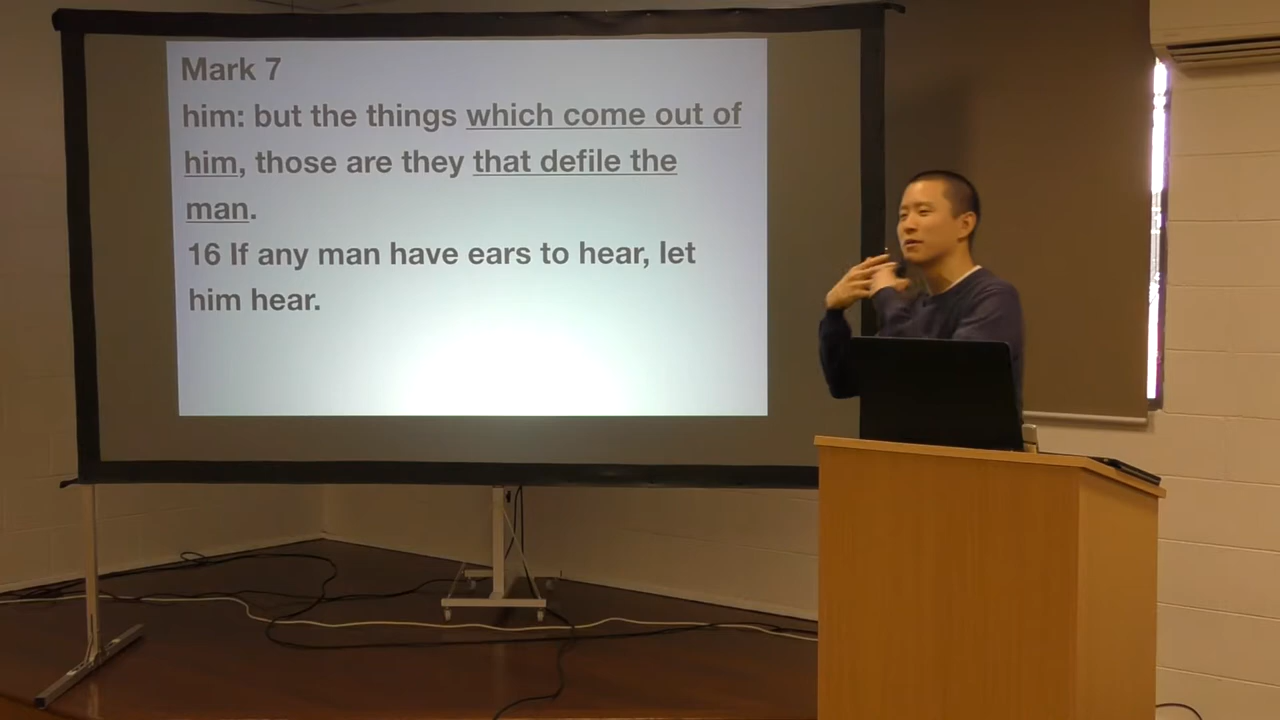 Mark 7
him: but the things which come out of
him, those are they that defile the
man.
16 If any man have ears to hear, let
him hear.